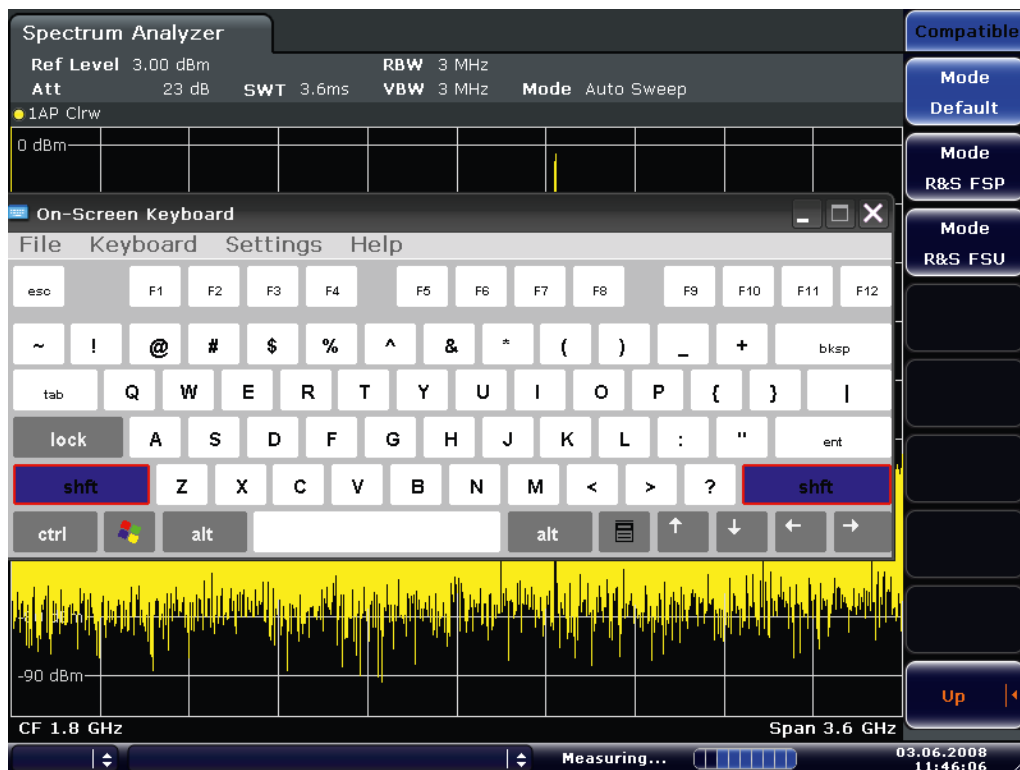 Spectrum Analyzer
Ref Level 3.00 dBm RBW 3 MHz
Att 23 dB SWT 3.6ms VBW 3 MHz Mode Auto Sweep
1AP Clrw
0 dBm
On-Screen Keyboard
File Keyboard Settings Help
esc F1 F2 F3 F4 F5 F6 F7 F8 F9 F10 F11 F12
~ ! @ # $ % ^ & * ( ) _ + bksp
tab Q W E R T Y U I O P { } |
lock A S D F G H J K L : " ent
shft Z X C V B N M < > ? shft
ctrl alt alt ↑ ↓ ← →
-90 dBm
CF 1.8 GHz Span 3.6 GHz
Measuring...
03.06.2008
11:46:06
Compatible
Mode
Default
Mode
R&S FSP
Mode
R&S FSU
Up